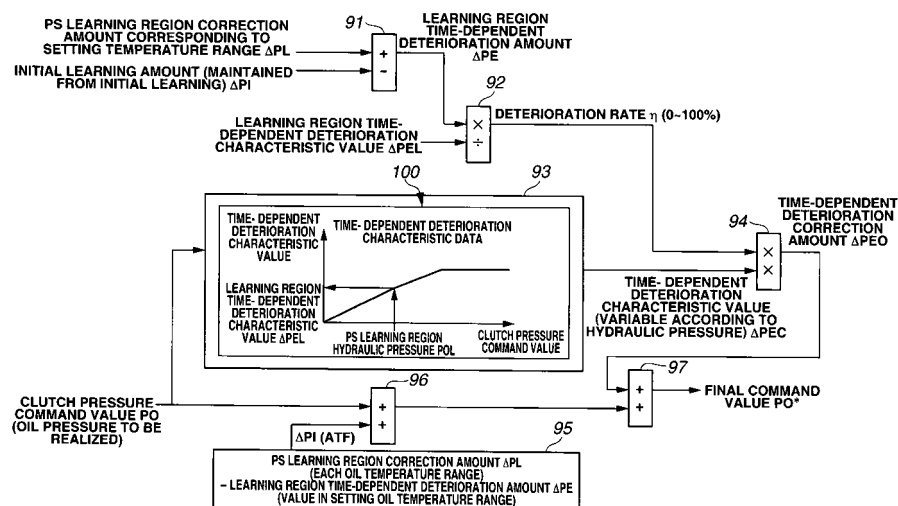 PS LEARNING REGION CORRECTION
AMOUNT CORRESPONDING TO
SETTING TEMPERATURE RANGE ΔPL
INITIAL LEARNING AMOUNT (MAINTAINED
FROM INITIAL LEARNING) ΔPI
91
+
−
LEARNING REGION
TIME-DEPENDENT
DETERIORATION AMOUNT
ΔPE
92
×
÷
DETERIORATION RATE η (0~100%)
LEARNING REGION TIME-
DEPENDENT DETERIORATION
CHARACTERISTIC VALUE ΔPEL
100
93
TIME- DEPENDENT
DETERIORATION
CHARACTERISTIC
VALUE
TIME- DEPENDENT DETERIORATION
CHARACTERISTIC DATA
LEARNING REGION
TIME-DEPENDENT
DETERIORATION
CHARACTERISTIC
VALUE ΔPEL
PS LEARNING REGION
HYDRAULIC PRESSURE POL
CLUTCH PRESSURE
COMMAND VALUE
94
×
×
TIME-DEPENDENT
DETERIORATION
CORRECTION
AMOUNT ΔPEO
TIME- DEPENDENT
DETERIORATION
CHARACTERISTIC VALUE
(VARIABLE ACCORDING TO
HYDRAULIC PRESSURE) ΔPEC
CLUTCH PRESSURE
COMMAND VALUE PO
(OIL PRESSURE TO BE
REALIZED)
96
+
+
ΔPI (ATF)
97
+
+
FINAL COMMAND
VALUE PO*
95
PS LEARNING REGION CORRECTION AMOUNT ΔPL
(EACH OIL TEMPERATURE RANGE)
− LEARNING REGION TIME-DEPENDENT DETERIORATION AMOUNT ΔPE
(VALUE IN SETTING OIL TEMPERATURE RANGE)